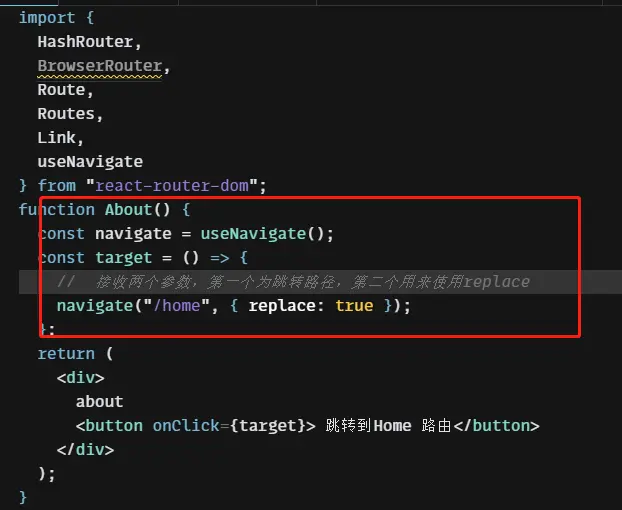 import {
  HashRouter,
  BrowserRouter,
  Route,
  Routes,
  Link,
  useNavigate
} from "react-router-dom";
function About() {
  const navigate = useNavigate();
  const target = () => {
    //  接收两个参数，第一个为跳转路径，第二个用来使用replace
    navigate("/home", { replace: true });
  };
  return (
    <div>
      about
      <button onClick={target}> 跳转到Home 路由</button>
    </div>
  );
}